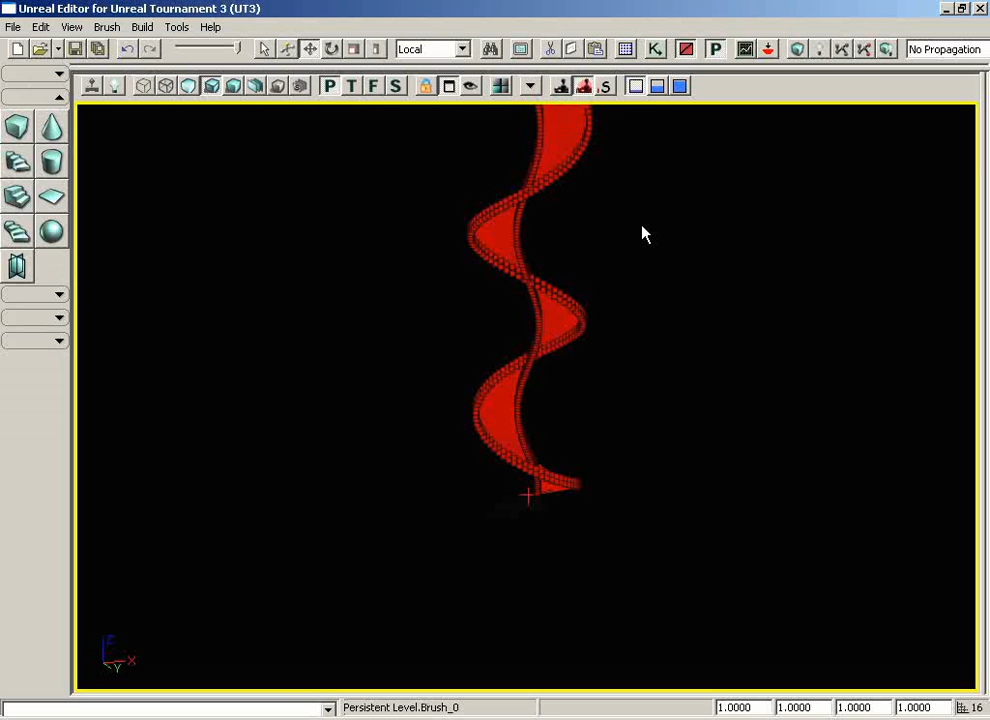 Unreal Editor for Unreal Tournament 3 (UT3)
File Edit View Brush Build Tools Help
Local
P
No Propagation
P T F S
S
Z
X
Y
Persistent Level.Brush_0
1.0000 1.0000 1.0000 1.0000 16